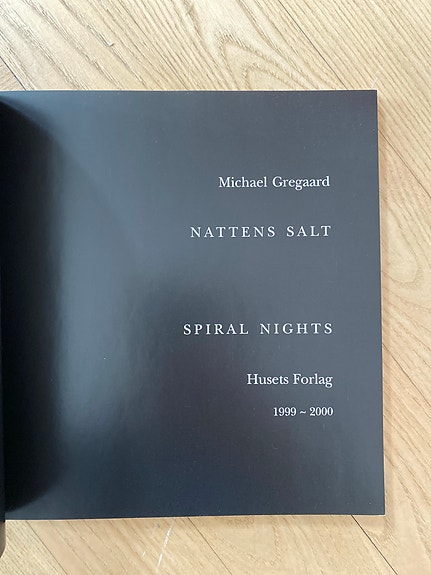 Michael Gregaard
NATTENS SALT
SPIRAL NIGHTS
Husets Forlag
1999 ~ 2000